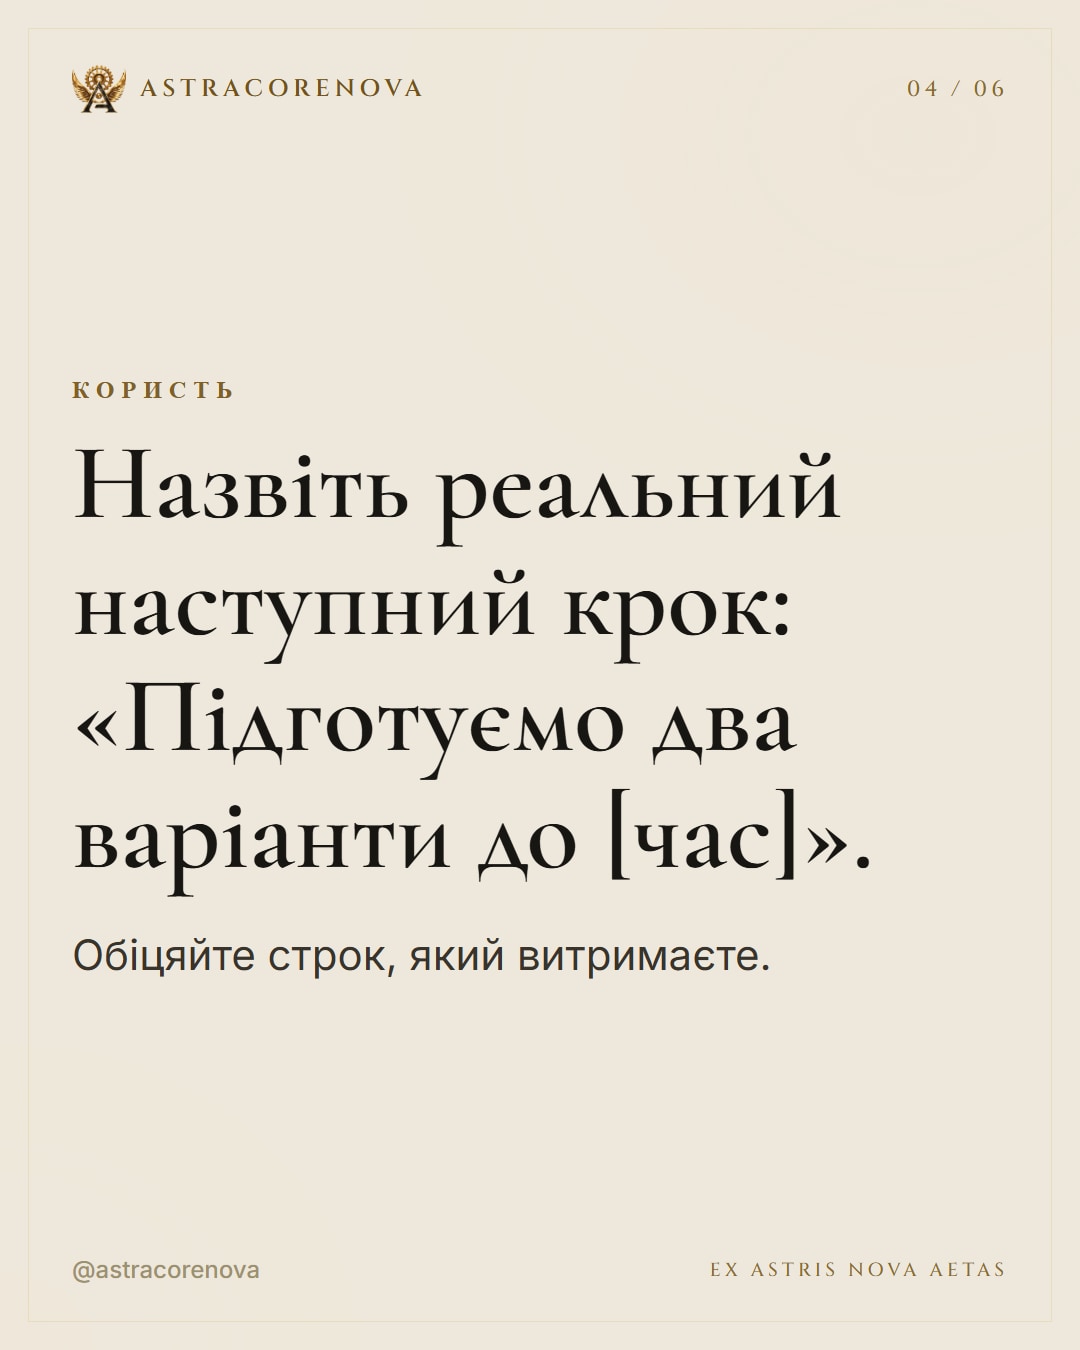 ASTRACORENOVA
04 / 06
КОРИСТЬ
Назвіть реальний
наступний крок:
«Підготуємо два
варіанти до [час]».
Обіцяйте строк, який витримаєте.
@astracorenova
EX ASTRIS NOVA AETAS